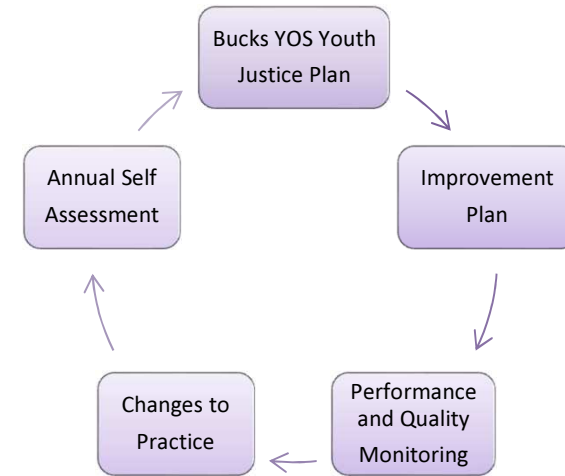 Bucks YOS Youth
Justice Plan
Improvement
Plan
Performance
and Quality
Monitoring
Changes to
Practice
Annual Self
Assessment